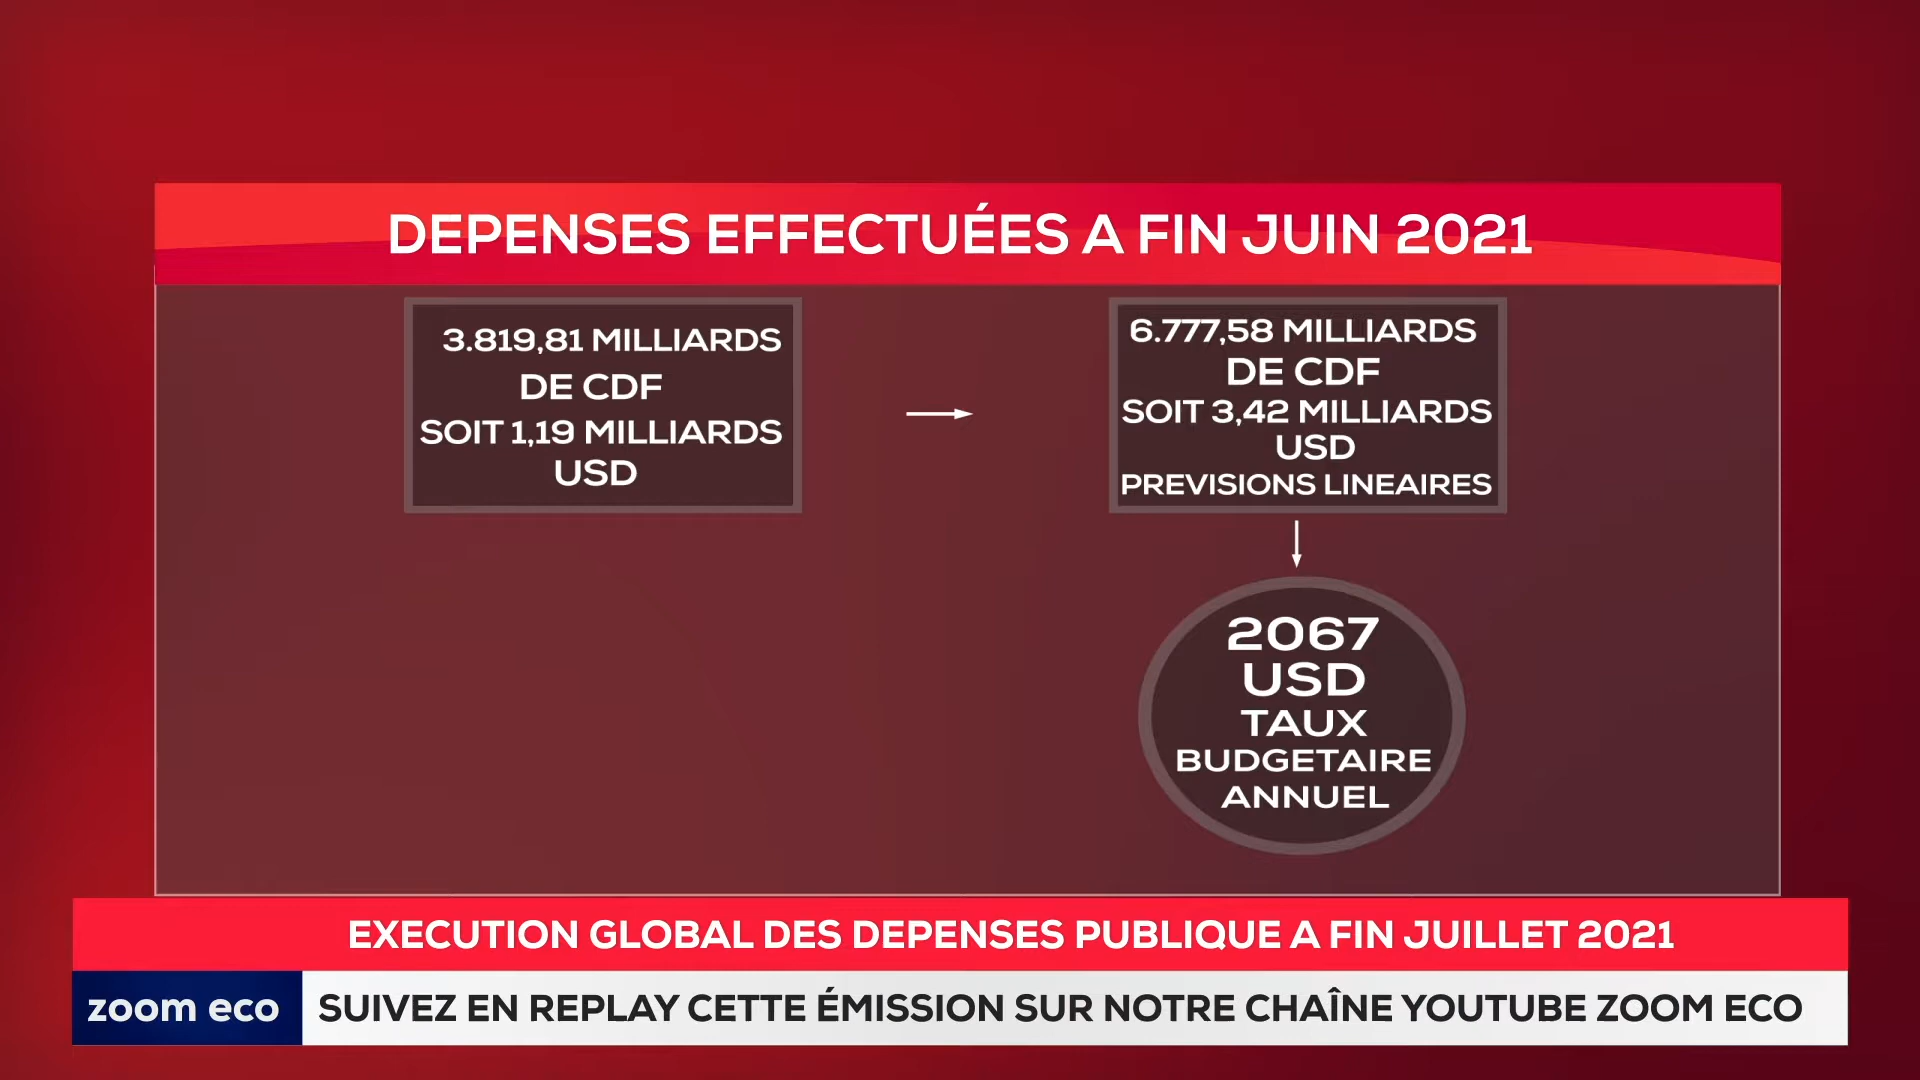 DEPENSES EFFECTUÉES A FIN JUIN 2021
3.819,81 MILLIARDS
DE CDF
SOIT 1,19 MILLIARDS
USD
6.777,58 MILLIARDS
DE CDF
SOIT 3,42 MILLIARDS
USD
PREVISIONS LINEAIRES
2067
USD
TAUX
BUDGETAIRE
ANNUEL
EXECUTION GLOBAL DES DEPENSES PUBLIQUE A FIN JUILLET 2021
zoom eco
SUIVEZ EN REPLAY CETTE ÉMISSION SUR NOTRE CHAÎNE YOUTUBE ZOOM ECO